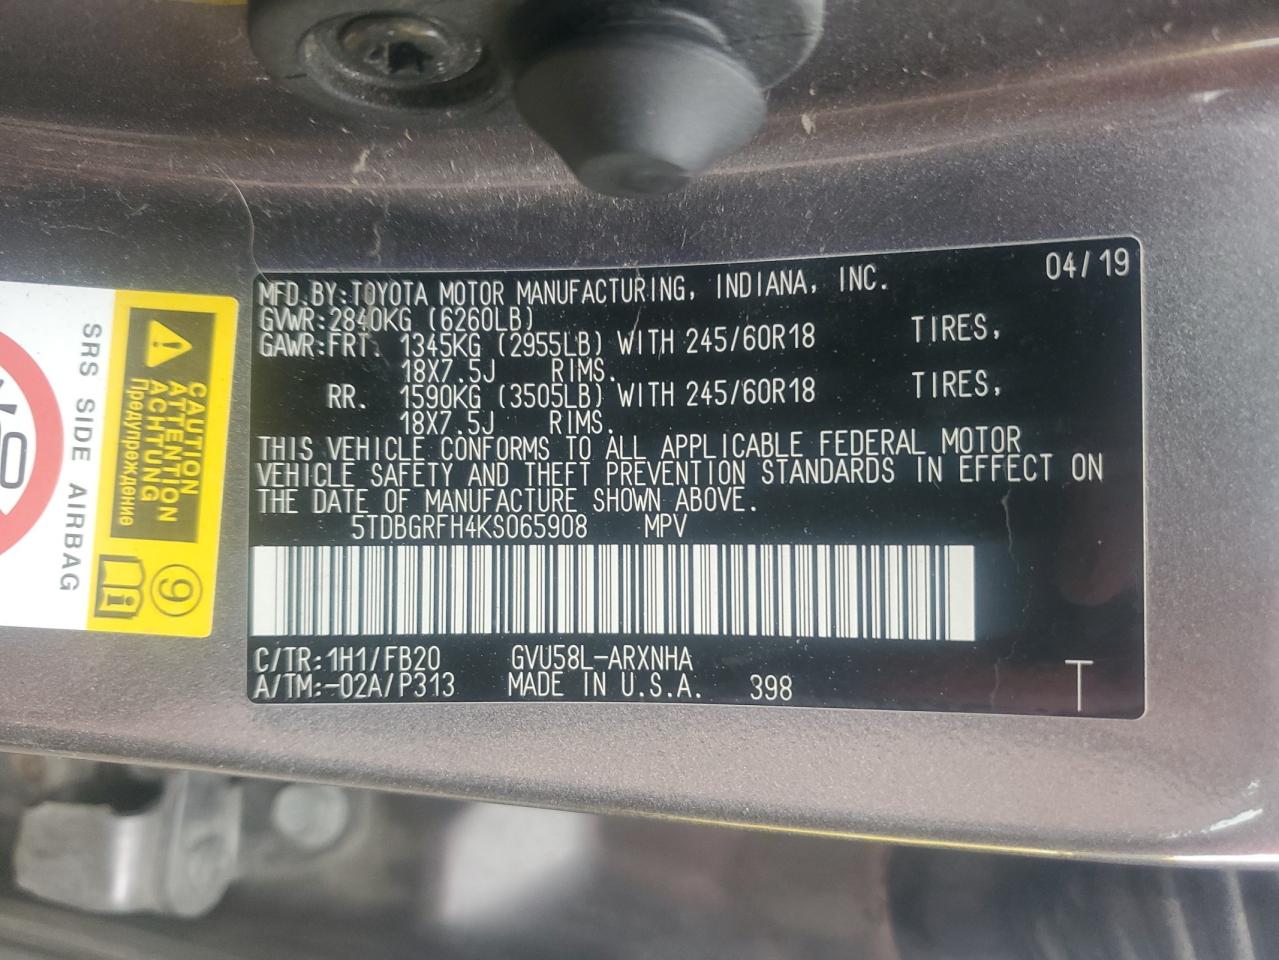 MFD.BY:TOYOTA MOTOR MANUFACTURING, INDIANA, INC. 04/19
GVWR:2840KG (6260LB)
GAWR:FRT. 1345KG (2955LB) WITH 245/60R18 TIRES,
18X7.5J RIMS.
RR. 1590KG (3505LB) WITH 245/60R18 TIRES,
18X7.5J RIMS.
THIS VEHICLE CONFORMS TO ALL APPLICABLE FEDERAL MOTOR
VEHICLE SAFETY AND THEFT PREVENTION STANDARDS IN EFFECT ON
THE DATE OF MANUFACTURE SHOWN ABOVE.
5TDBGRFH4KS065908 MPV
C/TR:1H1/FB20 GVU58L-ARXNHA
A/TM:-02A/P313 MADE IN U.S.A. 398 T
CAUTION
ATTENTION
ACHTUNG
Предупреждение
9
i
SRS SIDE AIRBAG